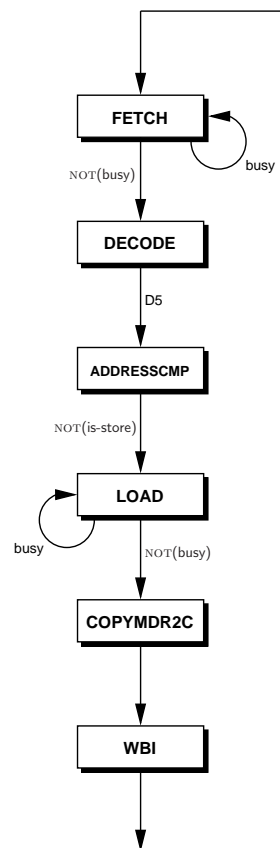 FETCH
busy
NOT(busy)
DECODE
D5
ADDRESSCMP
NOT(is-store)
LOAD
busy
NOT(busy)
COPYMDR2C
WBI